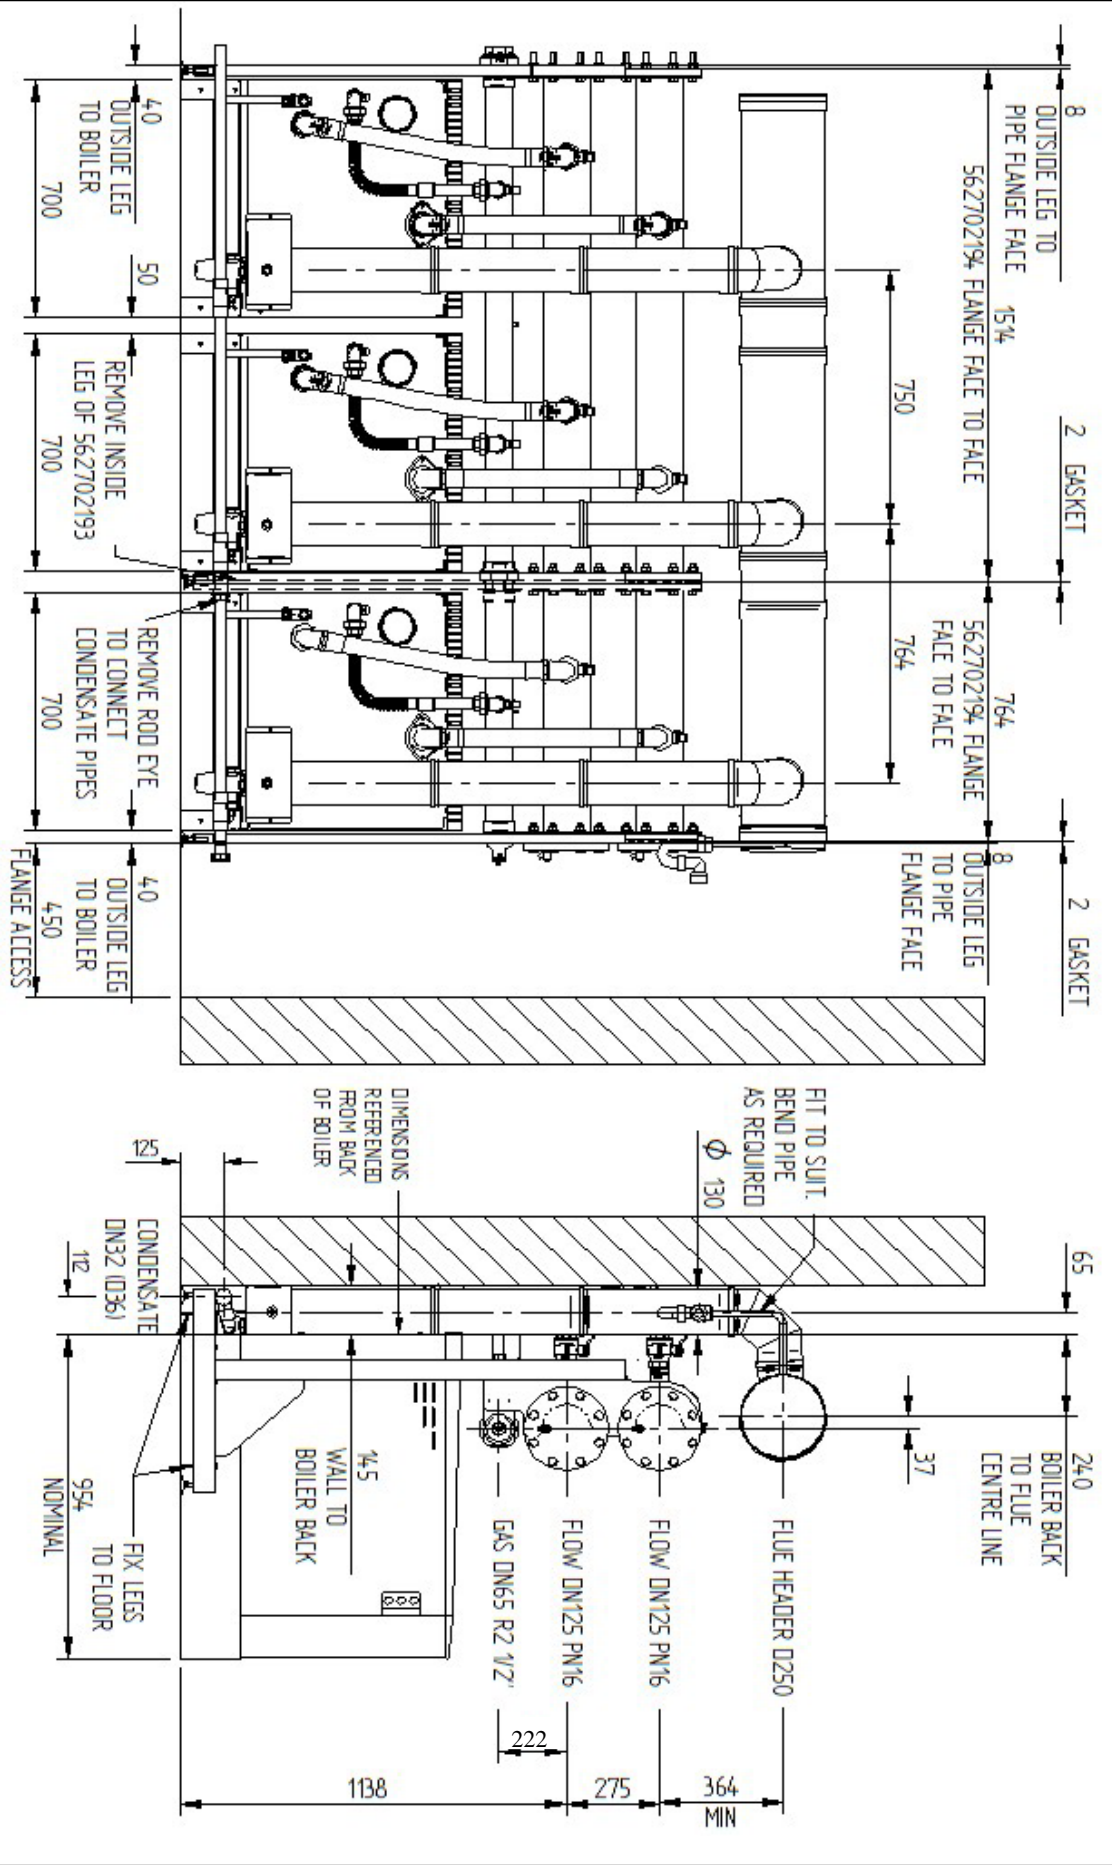 8
OUTSIDE LEG TO
PIPE FLANGE FACE
1514
562702194 FLANGE FACE TO FACE
2 GASKET
750
764
562702194 FLANGE
FACE TO FACE
764
8
OUTSIDE LEG
TO PIPE
FLANGE FACE
2 GASKET
40
OUTSIDE LEG
TO BOILER
700
50
REMOVE INSIDE
LEG OF 562702193
700
REMOVE ROD EYE
TO CONNECT
CONDENSATE PIPES
700
40
OUTSIDE LEG
TO BOILER
450
FLANGE ACCESS
65
240
BOILER BACK
TO FLUE
CENTRE LINE
37
FIT TO SUIT.
BEND PIPE
AS REQUIRED
Ø 130
DIMENSIONS
REFERENCED
FROM BACK
OF BOILER
125
CONDENSATE
DN32 (D36)
112
145
WALL TO
BOILER BACK
FIX LEGS
TO FLOOR
954
NOMINAL
FLUE HEADER D250
FLOW DN125 PN16
FLOW DN125 PN16
GAS DN65 R2 1/2"
364
MIN
275
222
1138